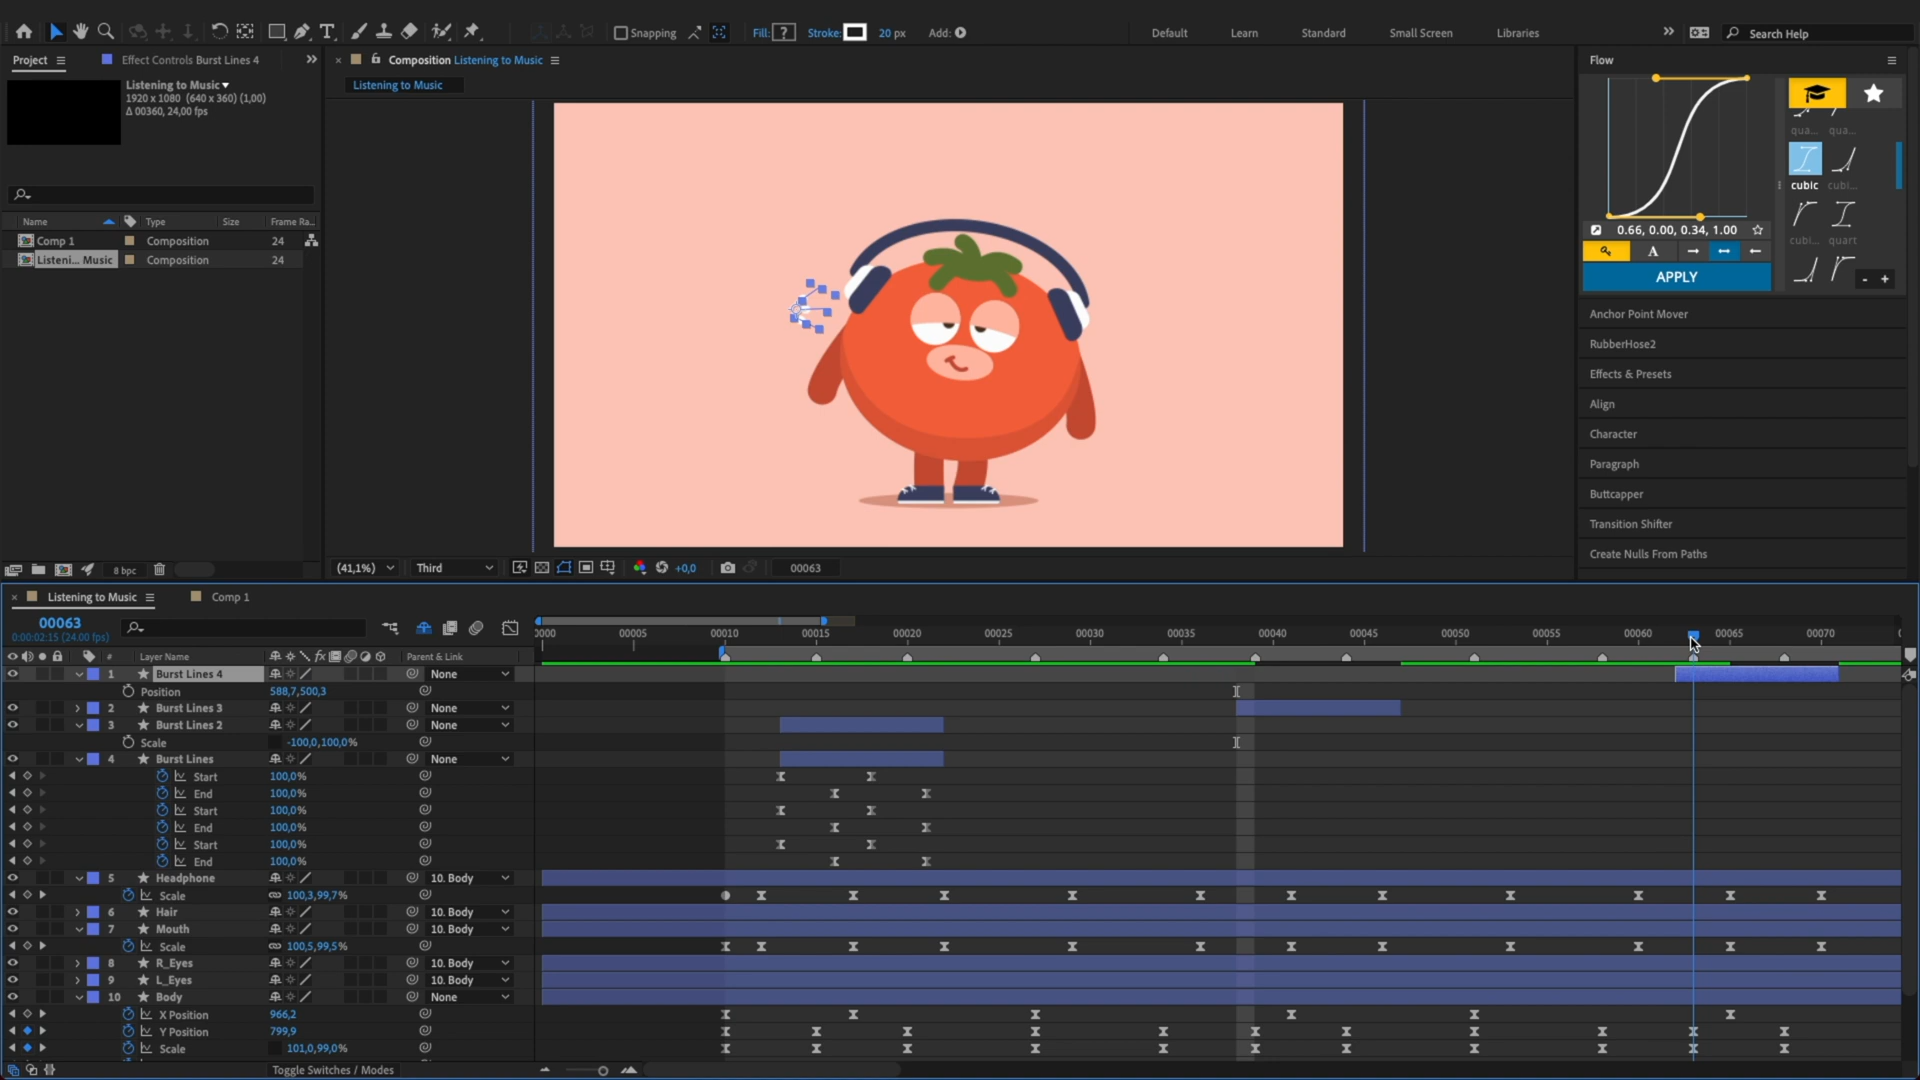 Snapping
Fill: ?
Stroke:
20 px
Add:
Default
Learn
Standard
Small Screen
Libraries
Search Help
Project
Effect Controls Burst Lines 4
Composition Listening to Music
Flow
Listening to Music
1920 x 1080 (640 x 360) (1,00)
Δ 00360, 24,00 fps
Listening to Music
qua...
qua...
cubic
cubi...
cubi...
quart
0.66, 0.00, 0.34, 1.00
A
APPLY
- +
Name
Type
Size
Frame Ra...
Comp 1
Composition
24
Listeni... Music
Composition
24
Anchor Point Mover
RubberHose2
Effects & Presets
Align
Character
Paragraph
Buttcapper
Transition Shifter
Create Nulls From Paths
8 bpc
(41,1%)
Third
+0,0
00063
Listening to Music
Comp 1
00063
0:00:02:15 (24.00 fps)
0000
00005
00010
00015
00020
00025
00030
00035
00040
00045
00050
00055
00060
00065
00070
#
Layer Name
fx
Parent & Link
1 Burst Lines 4 None
Position 588,7,500,3
2 Burst Lines 3 None
3 Burst Lines 2 None
Scale -100,0,100,0%
4 Burst Lines None
Start 100,0%
End 100,0%
Start 100,0%
End 100,0%
Start 100,0%
End 100,0%
5 Headphone 10. Body
Scale 100,3,99,7%
6 Hair 10. Body
7 Mouth 10. Body
Scale 100,5,99,5%
8 R_Eyes 10. Body
9 L_Eyes 10. Body
10 Body None
X Position 966,2
Y Position 799,9
Scale 101,0,99,0%
Toggle Switches / Modes